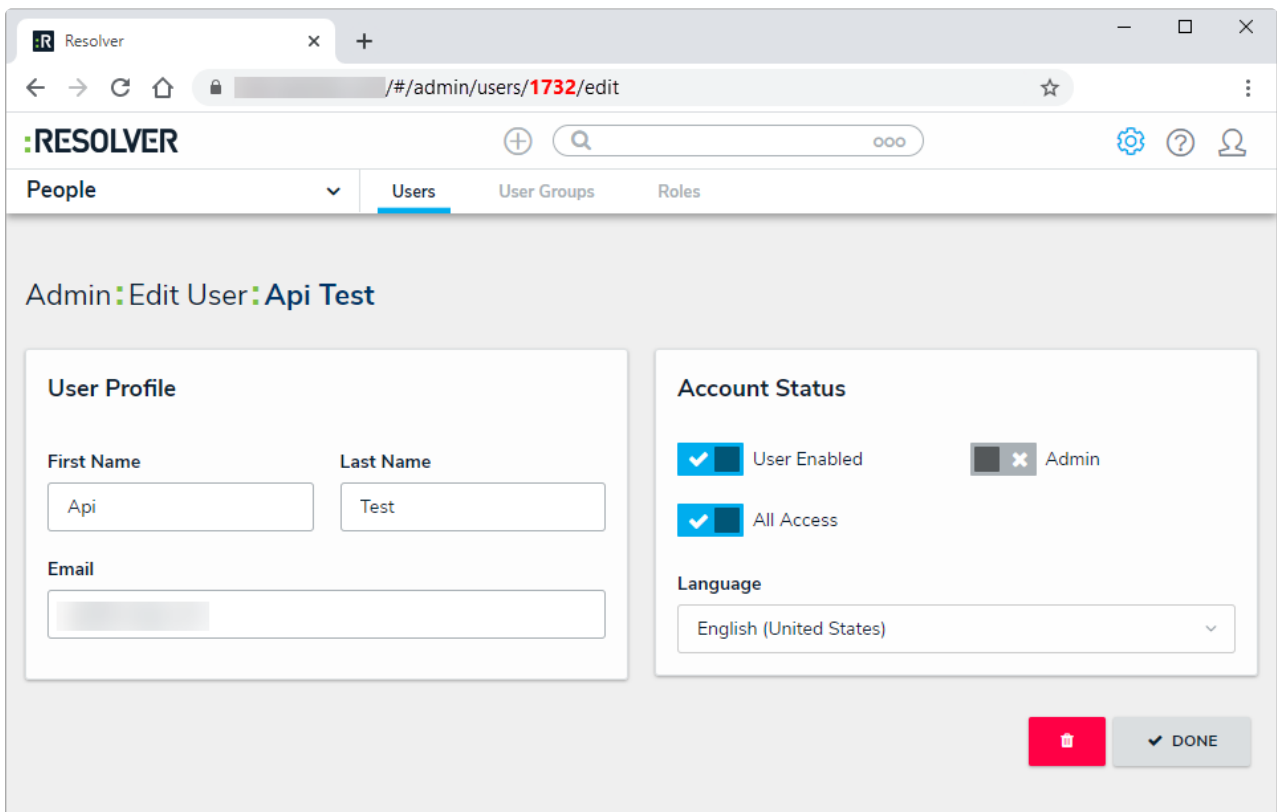 :R Resolver
/#/admin/users/1732/edit
:RESOLVER
People Users User Groups Roles
Admin:Edit User:Api Test
User Profile
First Name Last Name
Api Test
Email
Account Status
User Enabled Admin
All Access
Language
English (United States)
DONE